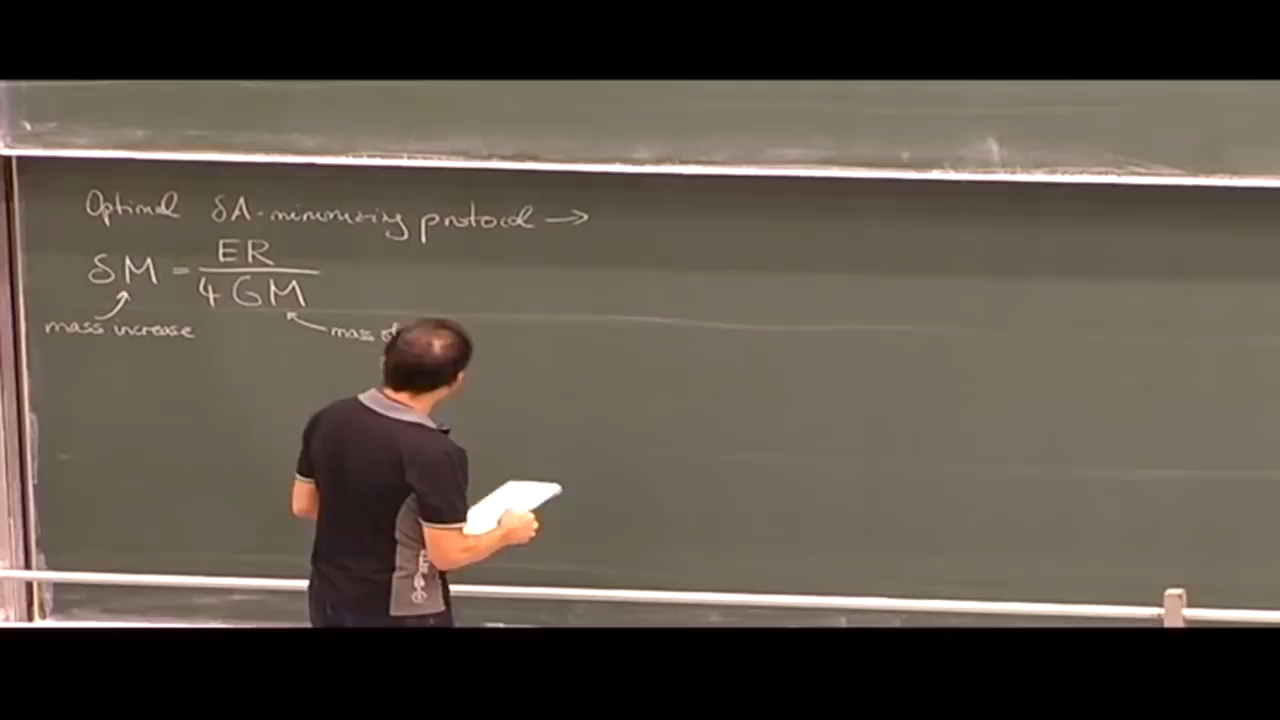 Optimal δA-minimizing protocol →
δM = ER / 4GM
mass increase
mass of